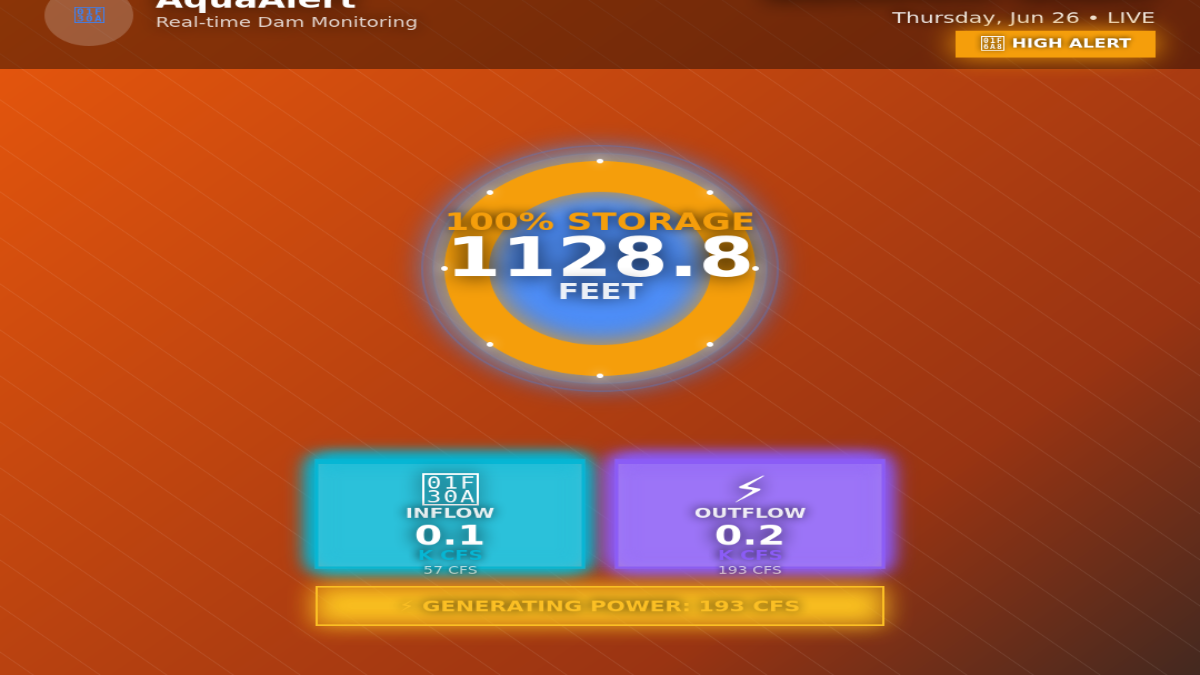 AquaAlert
Real-time Dam Monitoring
Thursday, Jun 26 • LIVE
HIGH ALERT
100% STORAGE
1128.8
FEET
INFLOW
0.1
K CFS
57 CFS
⚡
OUTFLOW
0.2
K CFS
193 CFS
⚡ GENERATING POWER: 193 CFS